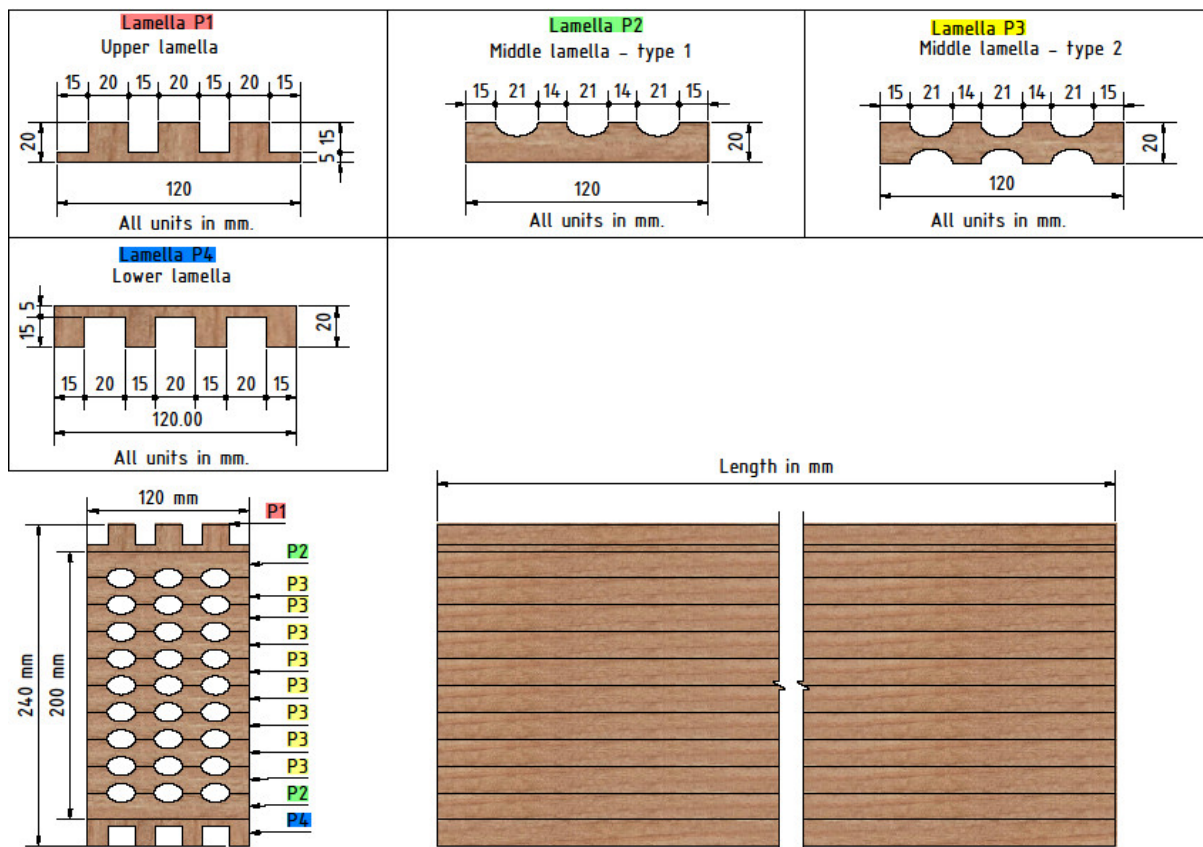 Lamella P1
Upper lamella
15 20 15 20 15 20 15
20
15
5
120
All units in mm.
Lamella P2
Middle lamella - type 1
15 21 14 21 14 21 15
20
120
All units in mm.
Lamella P3
Middle lamella - type 2
15 21 14 21 14 21 15
20
120
All units in mm.
Lamella P4
Lower lamella
5
15
20
15 20 15 20 15 20 15
120.00
All units in mm.
120 mm
240 mm
200 mm
P1
P2
P3
P3
P3
P3
P3
P3
P3
P3
P2
P4
Length in mm